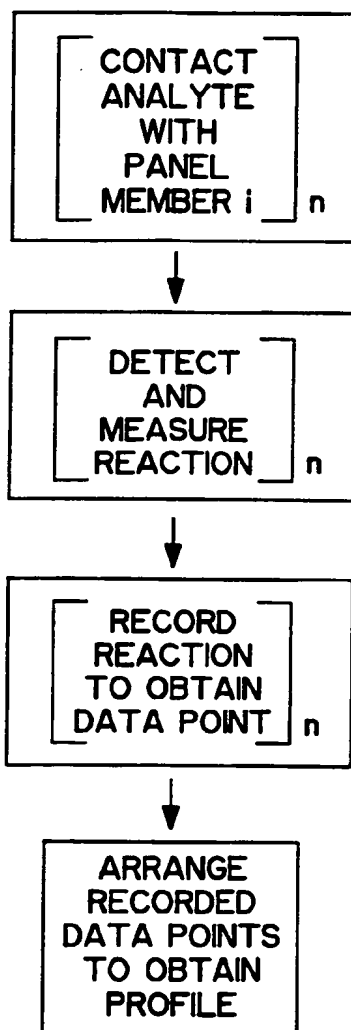 CONTACT
ANALYTE
WITH
PANEL
MEMBER i n
DETECT
AND
MEASURE
REACTION n
RECORD
REACTION
TO OBTAIN
DATA POINT n
ARRANGE
RECORDED
DATA POINTS
TO OBTAIN
PROFILE